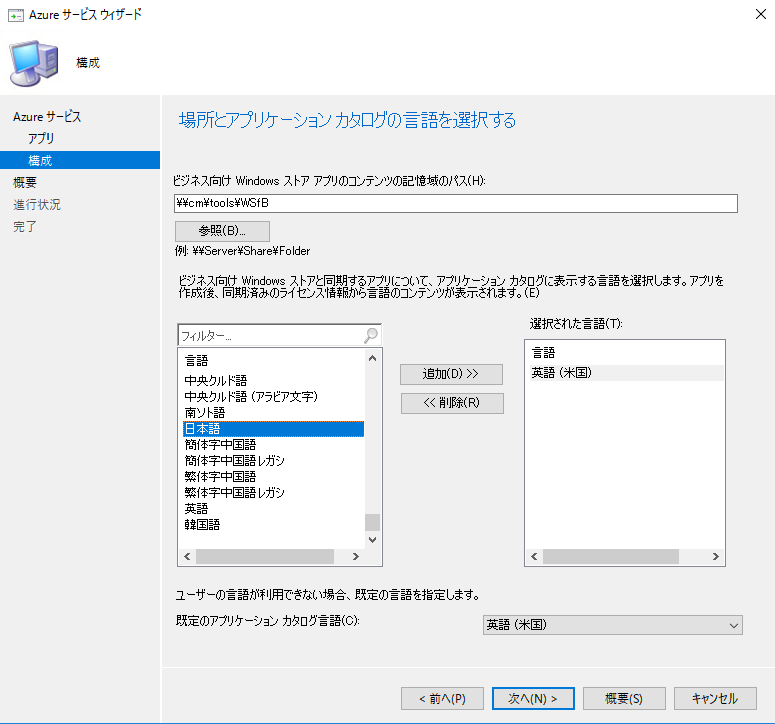 Azure サービス ウィザード
構成
Azure サービス
アプリ
構成
概要
進行状況
完了
場所とアプリケーション カタログの言語を選択する
ビジネス向け Windows ストア アプリのコンテンツの記憶域のパス(H):
¥¥cm¥tools¥WSfB
参照(B)...
例: ¥¥Server¥Share¥Folder
ビジネス向け Windows ストアと同期するアプリについて、アプリケーション カタログに表示する言語を選択します。アプリを
作成後、同期済みのライセンス情報から言語のコンテンツが表示されます。(E)
フィルター...
言語
中央クルド語
中央クルド語 (アラビア文字)
南ソト語
日本語
簡体字中国語
簡体字中国語レガシ
繁体字中国語
繁体字中国語レガシ
英語
韓国語
追加(D) >>
<< 削除(R)
選択された言語(T):
言語
英語 (米国)
ユーザーの言語が利用できない場合、既定の言語を指定します。
既定のアプリケーション カタログ言語(C):
英語 (米国)
< 前へ(P)
次へ(N) >
概要(S)
キャンセル